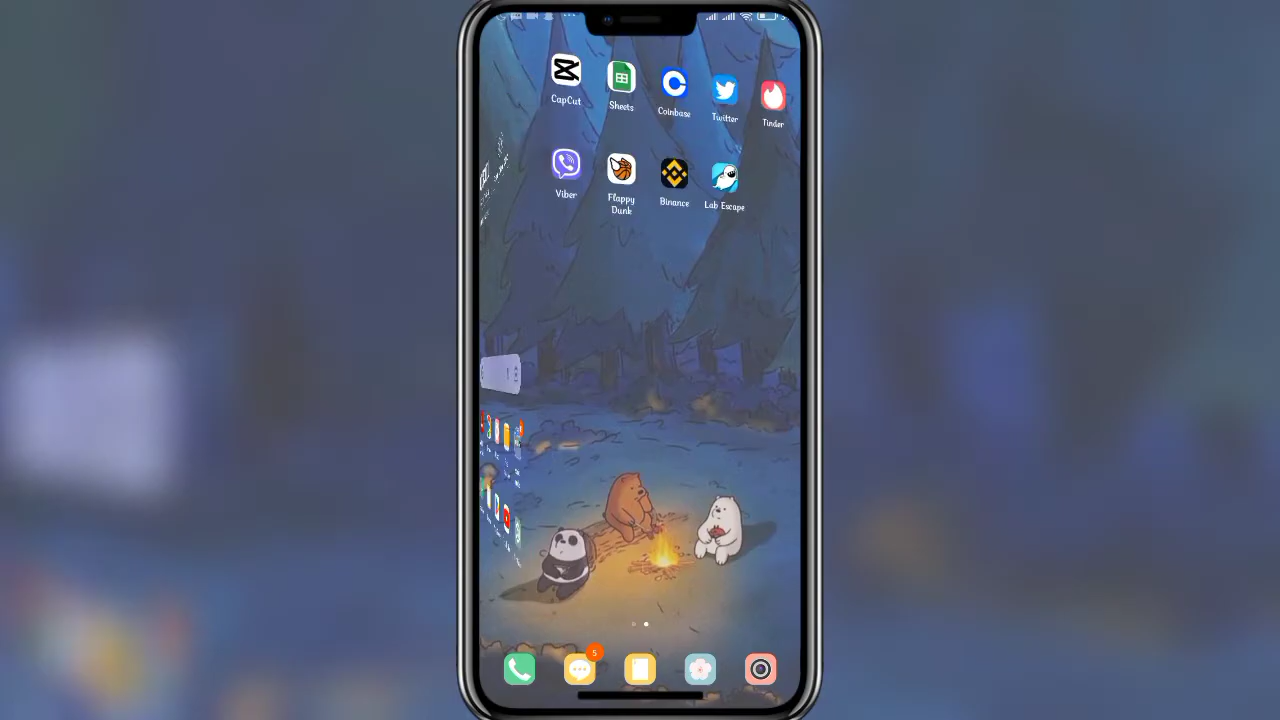 CapCut
Sheets
Coinbase
Twitter
Tinder
Viber
Flappy
Dunk
Binance
Lab Escape
5